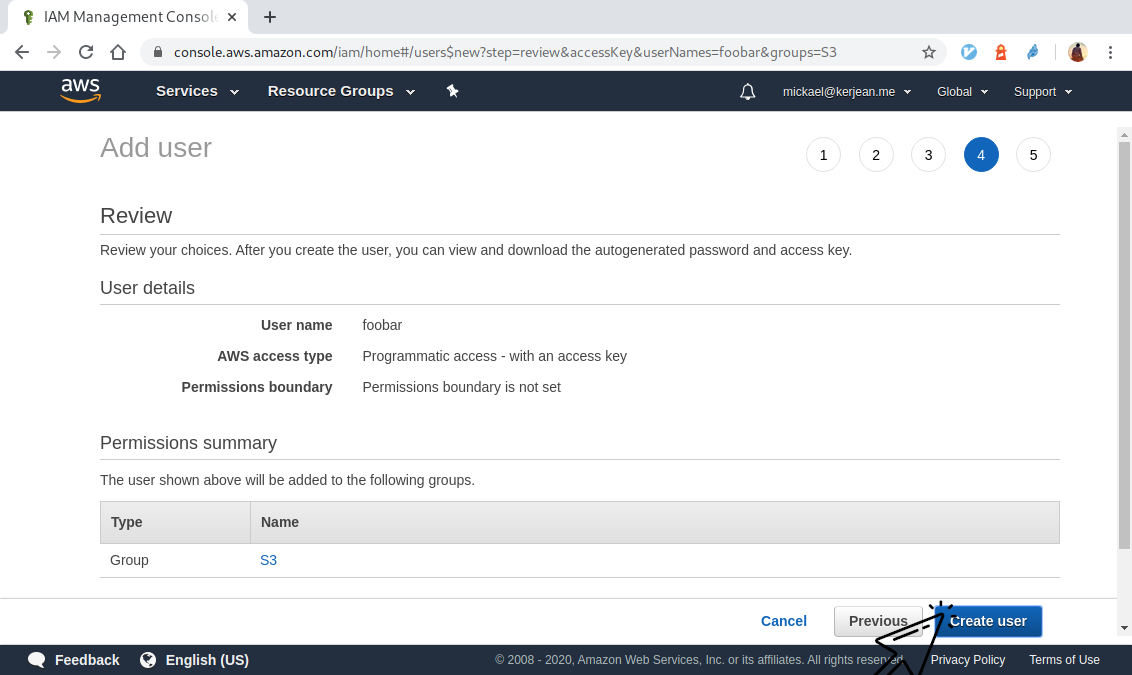 IAM Management Consol
console.aws.amazon.com/iam/home#/users$new?step=review&accessKey&userNames=foobar&groups=S3
aws Services Resource Groups mickael@kerjean.me Global Support
Add user 1 2 3 4 5
Review
Review your choices. After you create the user, you can view and download the autogenerated password and access key.
User details
User name foobar
AWS access type Programmatic access - with an access key
Permissions boundary Permissions boundary is not set
Permissions summary
The user shown above will be added to the following groups.
Type Name
Group S3
Cancel Previous Create user
Feedback English (US) © 2008 - 2020, Amazon Web Services, Inc. or its affiliates. All rights reserved. Privacy Policy Terms of Use